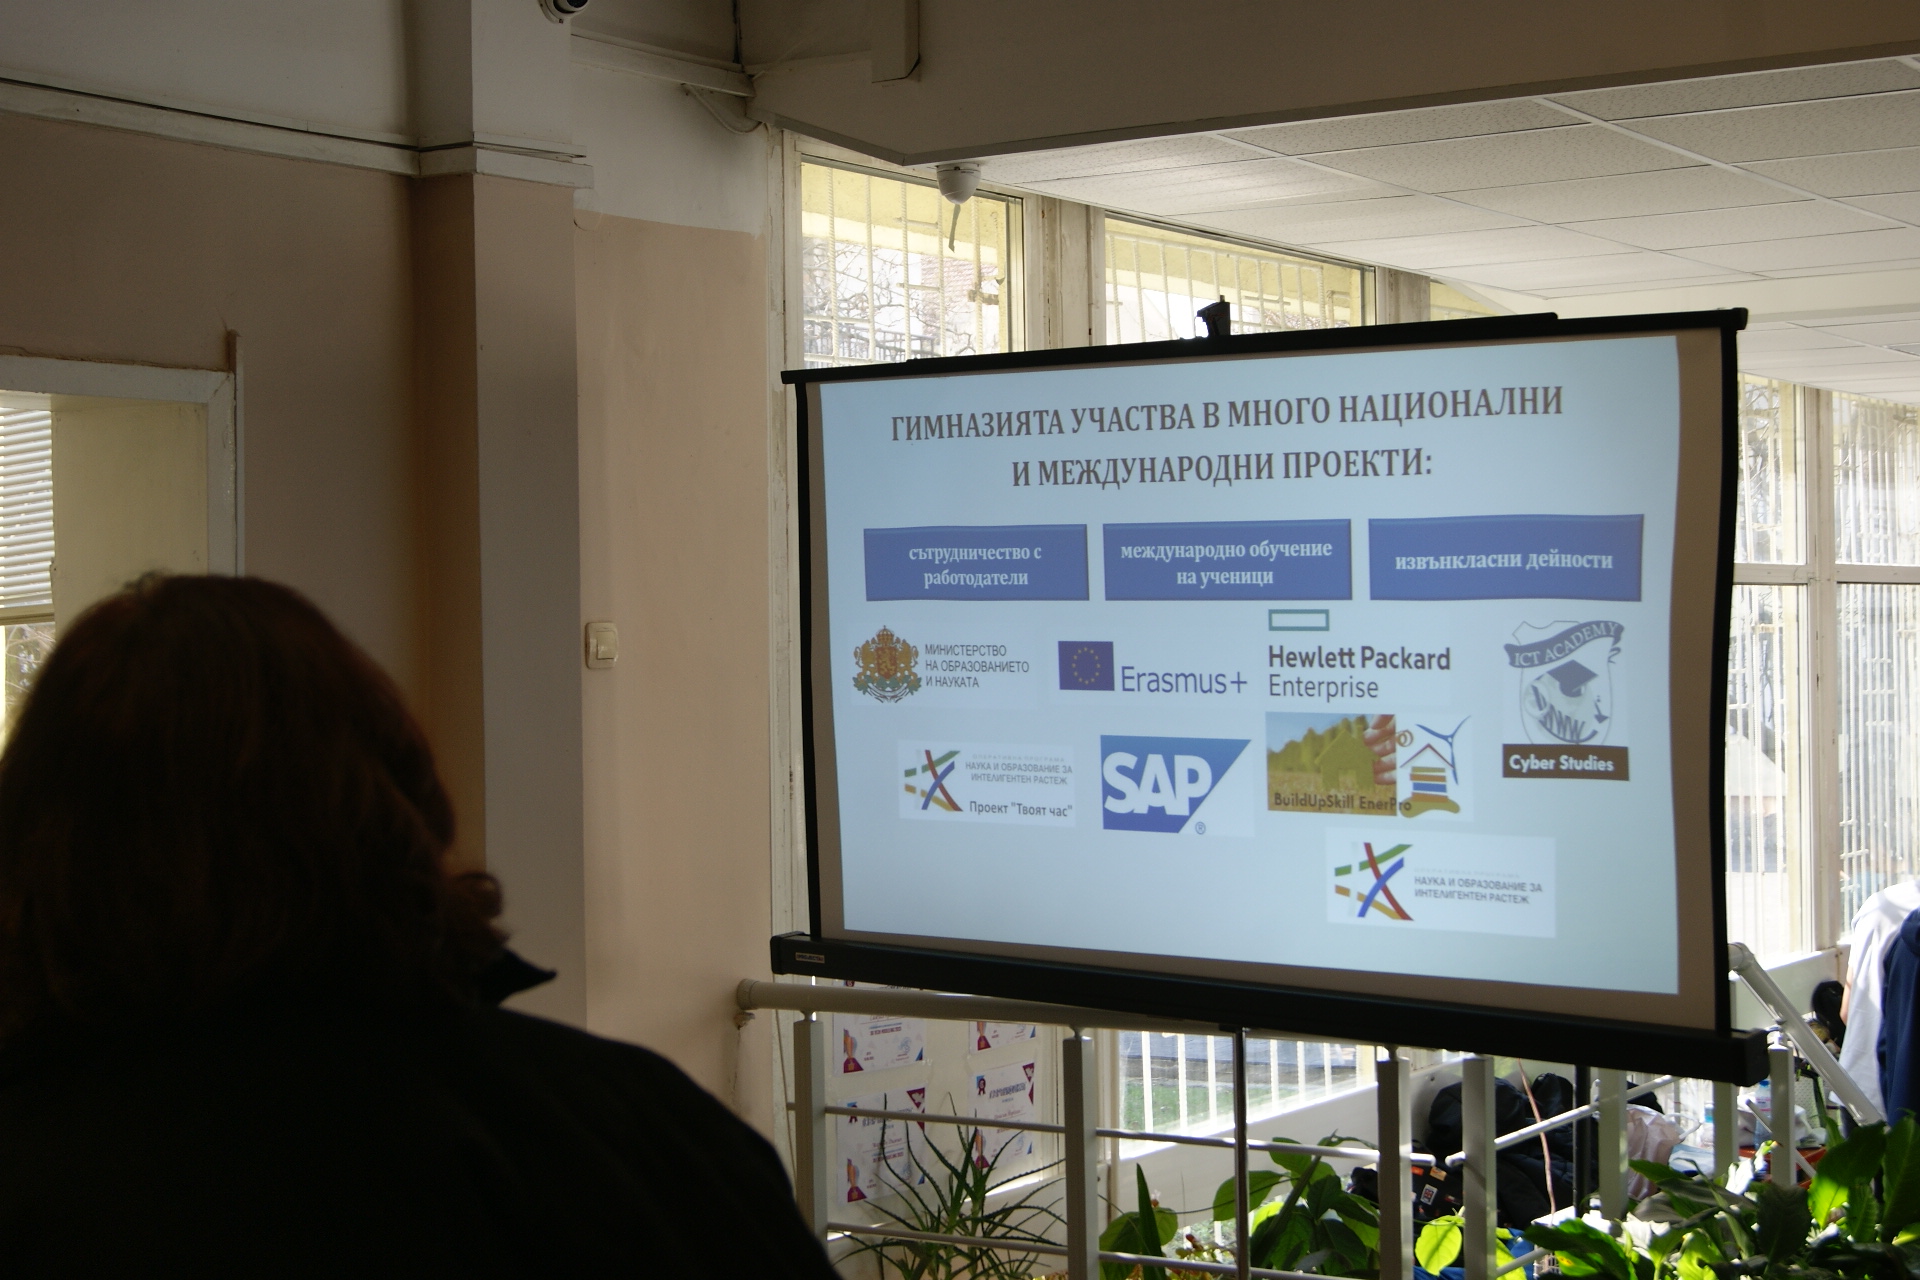 ГИМНАЗИЯТА УЧАСТВА В МНОГО НАЦИОНАЛНИ
И МЕЖДУНАРОДНИ ПРОЕКТИ:
сътрудничество с
работодатели
международно обучение
на ученици
извънкласни дейности
МИНИСТЕРСТВО
НА ОБРАЗОВАНИЕТО
И НАУКАТА
Erasmus+
Hewlett Packard
Enterprise
ICT ACADEMY
WWW
Cyber Studies
НАУКА И ОБРАЗОВАНИЕ ЗА
ИНТЕЛИГЕНТЕН РАСТЕЖ
Проект "Твоят час"
SAP
®
BuildUpSkill EnerPro
НАУКА И ОБРАЗОВАНИЕ ЗА
ИНТЕЛИГЕНТЕН РАСТЕЖ